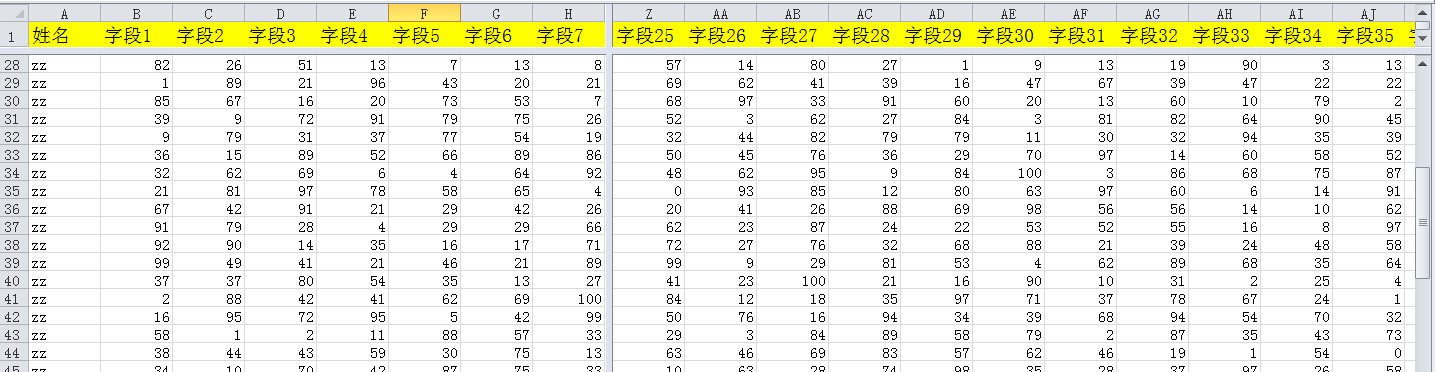 A B C D E F G H Z AA AB AC AD AE AF AG AH AI AJ
1 姓名 字段1 字段2 字段3 字段4 字段5 字段6 字段7 字段25 字段26 字段27 字段28 字段29 字段30 字段31 字段32 字段33 字段34 字段35
28 zz 82 26 51 13 7 13 8 57 14 80 27 1 9 13 19 90 3 13
29 zz 1 89 21 96 43 20 21 69 62 41 39 16 47 67 39 47 22 22
30 zz 85 67 16 20 73 53 7 68 97 33 91 60 20 13 60 10 79 2
31 zz 39 9 72 91 79 75 26 52 3 62 27 84 3 81 82 64 90 45
32 zz 9 79 31 37 77 54 19 32 44 82 79 79 11 30 32 94 35 39
33 zz 36 15 89 52 66 89 86 50 45 76 36 29 70 97 14 60 58 52
34 zz 32 62 69 6 4 64 92 48 62 95 9 84 100 3 86 68 75 87
35 zz 21 81 97 78 58 65 4 0 93 85 12 80 63 97 60 6 14 91
36 zz 67 42 91 21 29 42 26 20 41 26 88 69 98 56 56 14 10 62
37 zz 91 79 28 4 29 29 66 62 23 87 24 22 53 52 55 16 8 97
38 zz 92 90 14 35 16 17 71 72 27 76 32 68 88 21 39 24 48 58
39 zz 99 49 41 21 46 21 89 99 9 29 81 53 4 62 89 68 35 64
40 zz 37 37 80 54 35 13 27 41 23 100 21 16 90 10 31 2 25 4
41 zz 2 88 42 41 62 69 100 84 12 18 35 97 71 37 78 67 24 1
42 zz 16 95 72 95 5 42 99 50 76 16 94 34 39 68 94 54 70 32
43 zz 58 1 2 11 88 57 33 29 3 84 89 58 79 2 87 35 43 73
44 zz 38 44 43 59 30 75 13 63 46 69 83 57 62 46 19 1 54 0